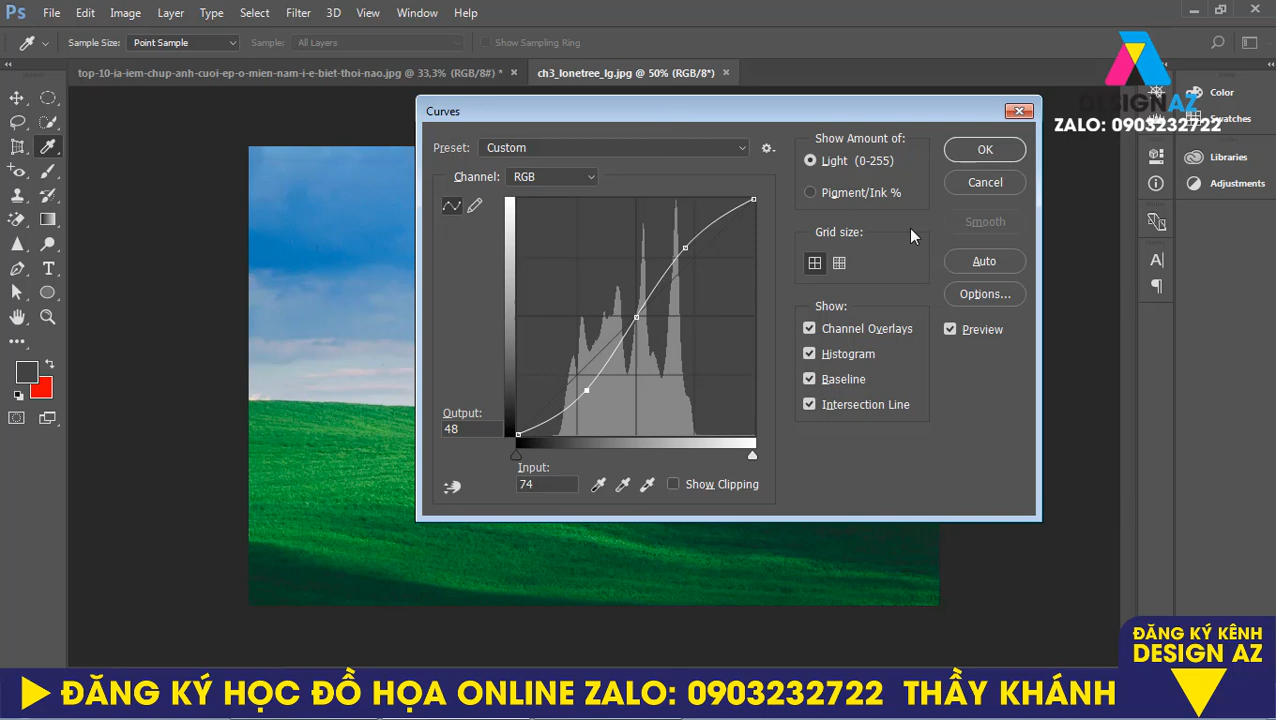 Ps File Edit Image Layer Type Select Filter 3D View Window Help
Sample Size: Point Sample Sample: All Layers Show Sampling Ring
top-10-ia-iem-chup-anh-cuoi-ep-o-mien-nam-i-e-biet-thoi-nao.jpg @ 33,3% (RGB/8#) * ch3_lonetree_lg.jpg @ 50% (RGB/8*)
DESIGN AZ
ZALO: 0903232722
Color
Swatches
Libraries
Adjustments
Curves
Preset: Custom
Channel: RGB
Output:
48
Input:
74
Show Clipping
Show Amount of:
Light (0-255)
Pigment/Ink %
Grid size:
Show:
Channel Overlays
Histogram
Baseline
Intersection Line
OK
Cancel
Smooth
Auto
Options...
Preview
ĐĂNG KÝ KÊNH
DESIGN AZ
ĐĂNG KÝ HỌC ĐỒ HỌA ONLINE ZALO: 0903232722 THẦY KHÁNH